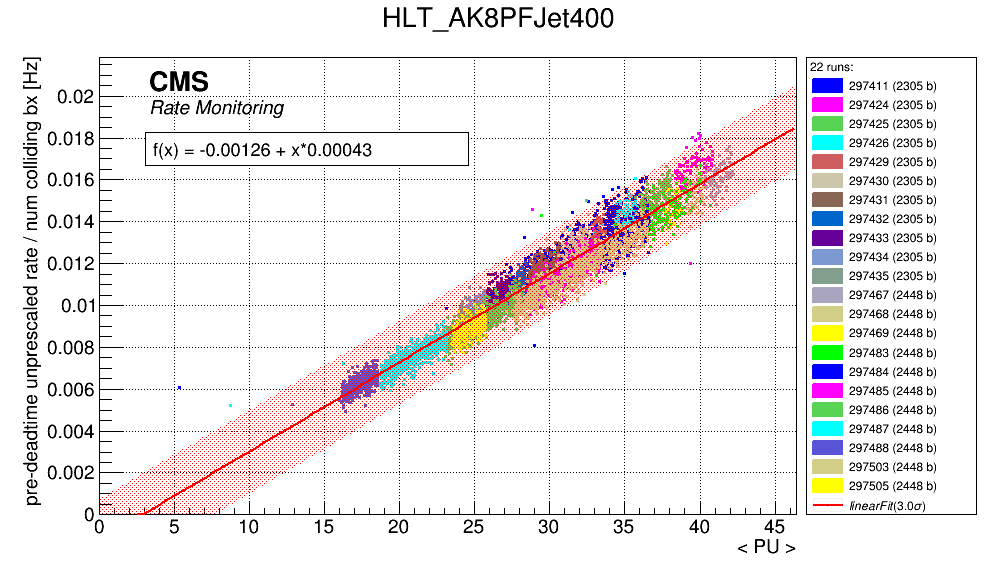 HLT_AK8PFJet400
pre-deadtime unprescaled rate / num colliding bx [Hz]
CMS
Rate Monitoring
f(x) = -0.00126 + x*0.00043
0.02
0.018
0.016
0.014
0.012
0.01
0.008
0.006
0.004
0.002
0
0 5 10 15 20 25 30 35 40 45
< PU >
22 runs:
297411 (2305 b)
297424 (2305 b)
297425 (2305 b)
297426 (2305 b)
297429 (2305 b)
297430 (2305 b)
297431 (2305 b)
297432 (2305 b)
297433 (2305 b)
297434 (2305 b)
297435 (2305 b)
297467 (2448 b)
297468 (2448 b)
297469 (2448 b)
297483 (2448 b)
297484 (2448 b)
297485 (2448 b)
297486 (2448 b)
297487 (2448 b)
297488 (2448 b)
297503 (2448 b)
297505 (2448 b)
linearFit(3.0σ)